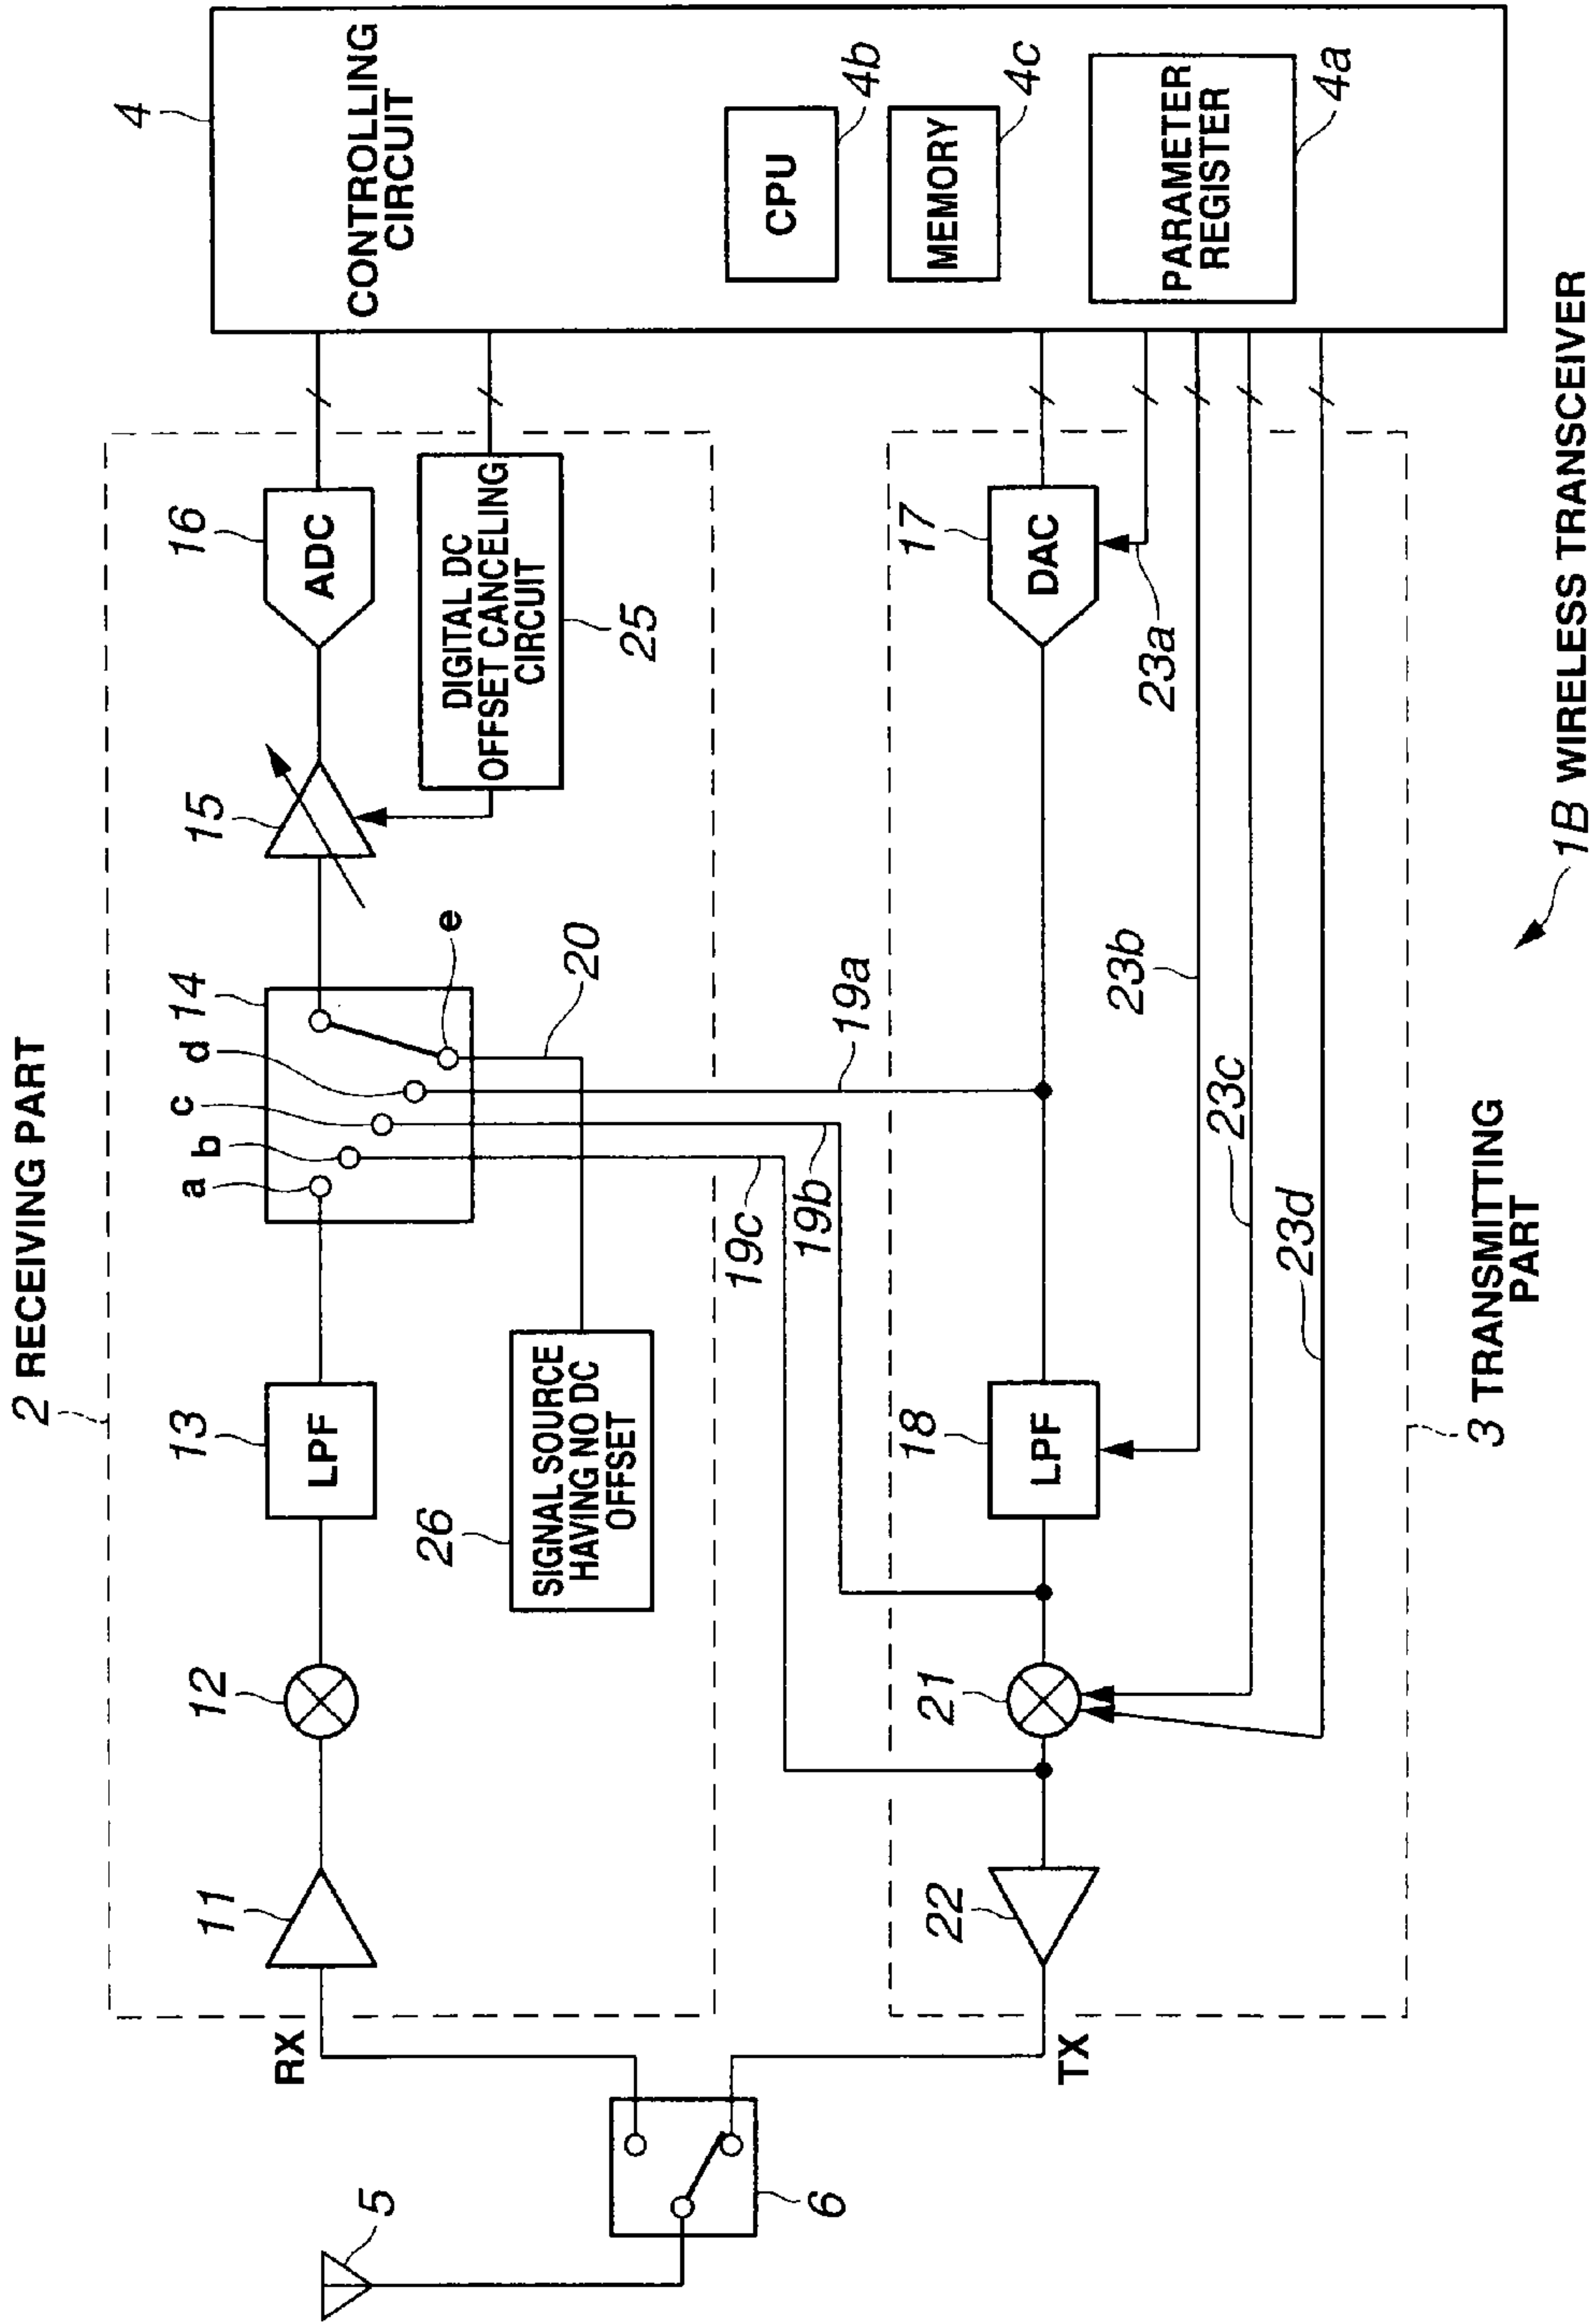 2 RECEIVING PART
RX
11
12
13
LPF
14
a
b
c
d
e
15
16
ADC
26
SIGNAL SOURCE
HAVING NO DC
OFFSET
20
DIGITAL DC
OFFSET CANCELING
CIRCUIT
25
4
CONTROLLING
CIRCUIT
CPU
4b
MEMORY
4c
PARAMETER
REGISTER
4a
5
6
19c
19b
19a
TX
22
21
18
LPF
17
DAC
23a
23b
23c
23d
3 TRANSMITTING
PART
1B WIRELESS TRANSCEIVER